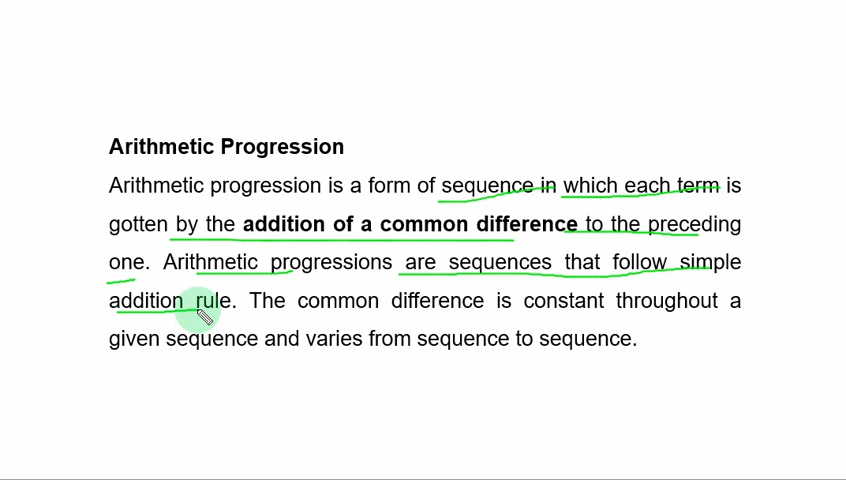 Arithmetic Progression
Arithmetic progression is a form of sequence in which each term is
gotten by the addition of a common difference to the preceding
one. Arithmetic progressions are sequences that follow simple
addition rule. The common difference is constant throughout a
given sequence and varies from sequence to sequence.